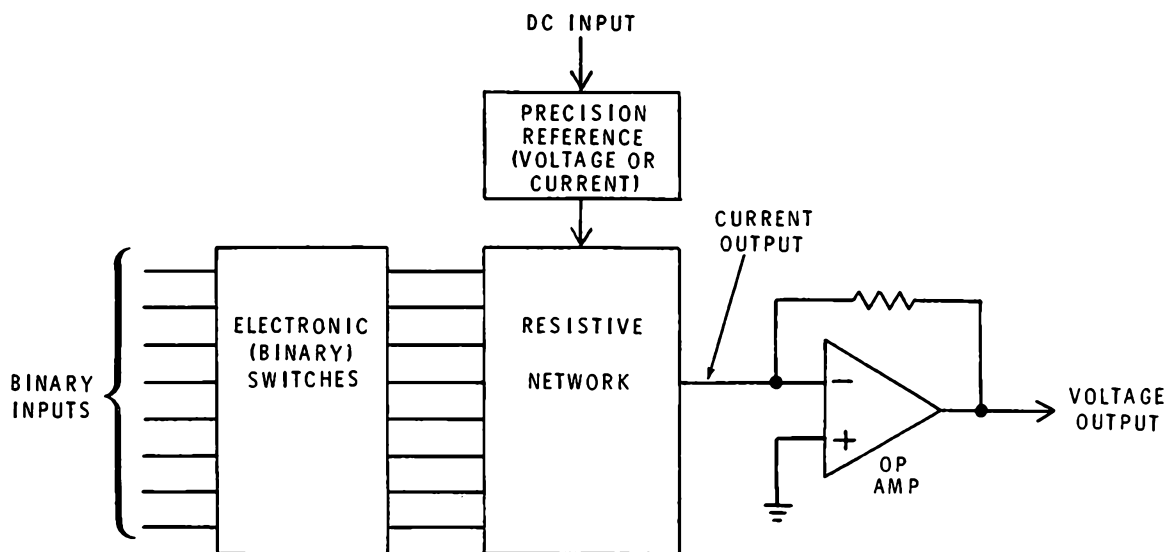 DC INPUT
PRECISION
REFERENCE
(VOLTAGE OR
CURRENT)
CURRENT
OUTPUT
ELECTRONIC
(BINARY)
SWITCHES
RESISTIVE
NETWORK
BINARY
INPUTS
−
+
OP
AMP
VOLTAGE
OUTPUT